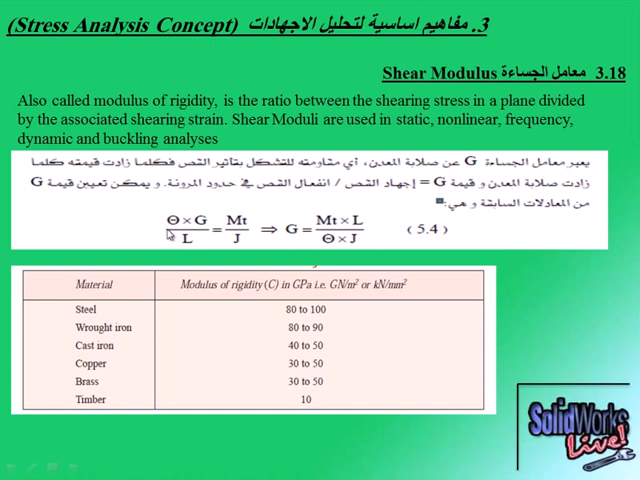 3. مفاهيم اساسية لتحليل الاجهادات (Stress Analysis Concept)
3.18 معامل الجساءة Shear Modulus
Also called modulus of rigidity, is the ratio between the shearing stress in a plane divided
by the associated shearing strain. Shear Moduli are used in static, nonlinear, frequency,
dynamic and buckling analyses
يعبر معامل الجساءة G عن صلابة المعدن، أي مقاومته للتشكل بتأثير القص فكلما زادت قيمته كلما
زادت صلابة المعدن و قيمة G = إجهاد القص / انفعال القص في حدود المرونة. و يمكن تعيين قيمة G
من المعادلات السابقة و هي:
Θ × G / L = Mt / J ⇒ G = Mt × L / Θ × J (5.4)
Material Modulus of rigidity (C) in GPa i.e. GN/m² or kN/mm²
Steel 80 to 100
Wrought iron 80 to 90
Cast iron 40 to 50
Copper 30 to 50
Brass 30 to 50
Timber 10
SolidWorks
Live!